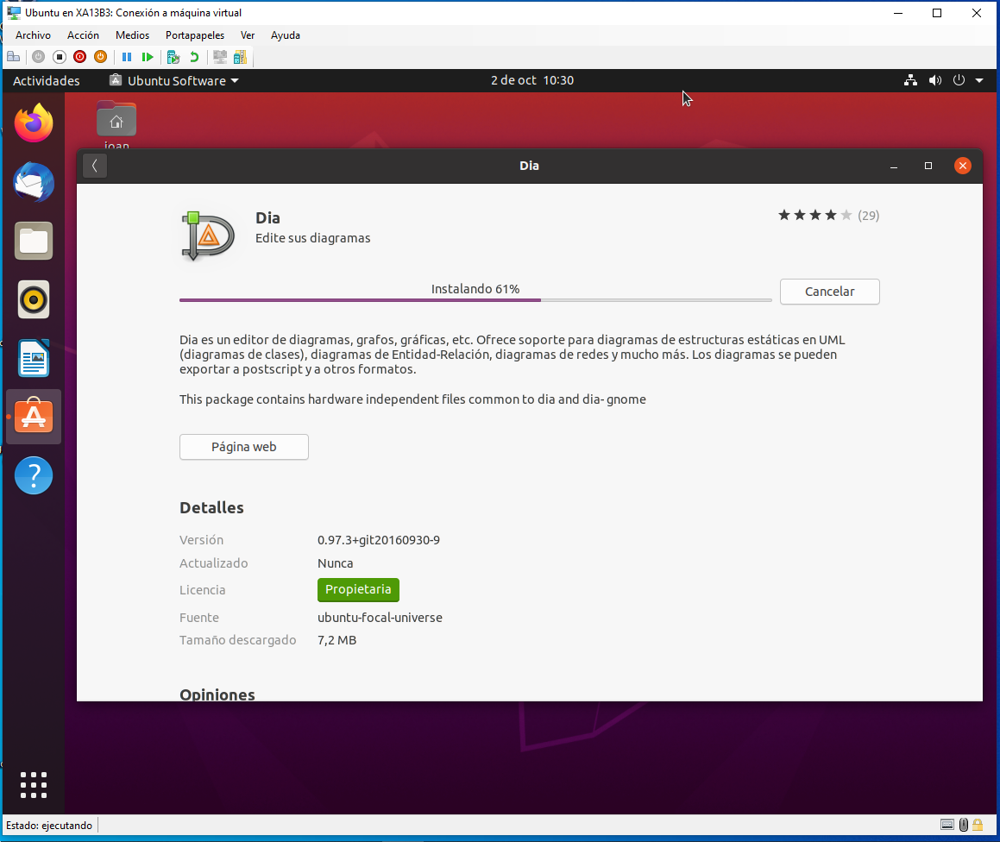 Ubuntu en XA13B3: Conexión a máquina virtual
Archivo Acción Medios Portapapeles Ver Ayuda
Actividades Ubuntu Software 2 de oct 10:30
Dia
Dia
(29)
Edite sus diagramas
Instalando 61%
Cancelar
Dia es un editor de diagramas, grafos, gráficas, etc. Ofrece soporte para diagramas de estructuras estáticas en UML
(diagramas de clases), diagramas de Entidad-Relación, diagramas de redes y mucho más. Los diagramas se pueden
exportar a postscript y a otros formatos.
This package contains hardware independent files common to dia and dia-gnome
Página web
Detalles
Versión 0.97.3+git20160930-9
Actualizado Nunca
Licencia Propietaria
Fuente ubuntu-focal-universe
Tamaño descargado 7,2 MB
Opiniones
Estado: ejecutando